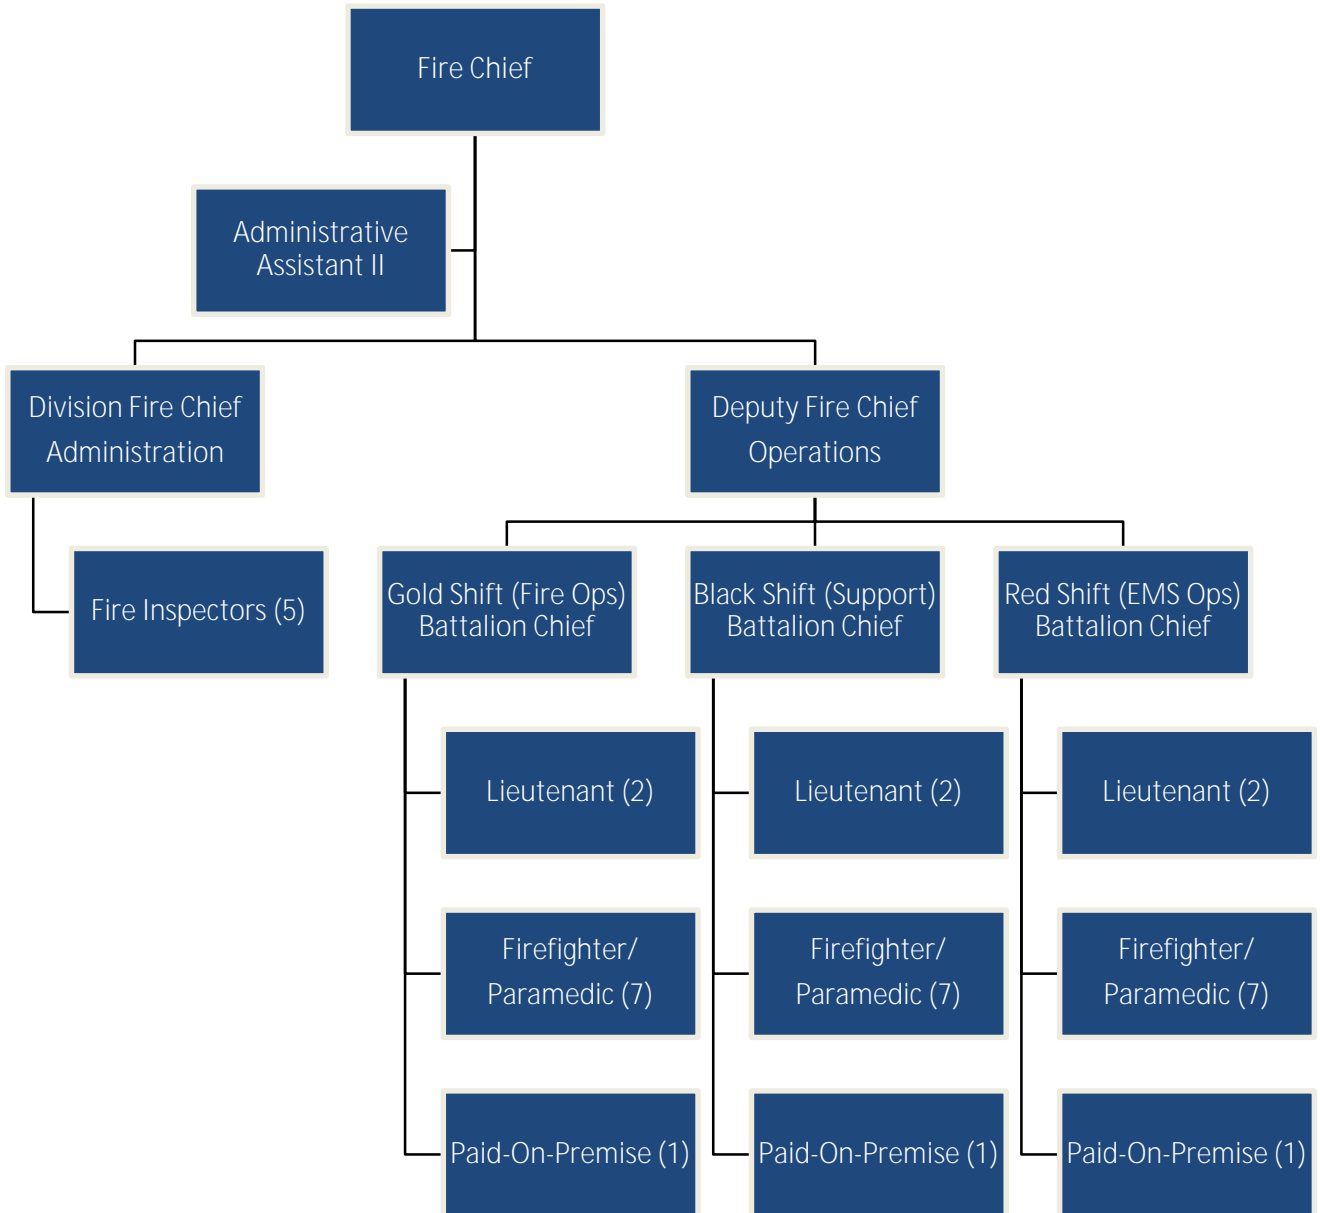 Fire Chief
Administrative
Assistant II
Division Fire Chief
Administration
Deputy Fire Chief
Operations
Fire Inspectors (5)
Gold Shift (Fire Ops)
Battalion Chief
Black Shift (Support)
Battalion Chief
Red Shift (EMS Ops)
Battalion Chief
Lieutenant (2)
Lieutenant (2)
Lieutenant (2)
Firefighter/
Paramedic (7)
Firefighter/
Paramedic (7)
Firefighter/
Paramedic (7)
Paid-On-Premise (1)
Paid-On-Premise (1)
Paid-On-Premise (1)